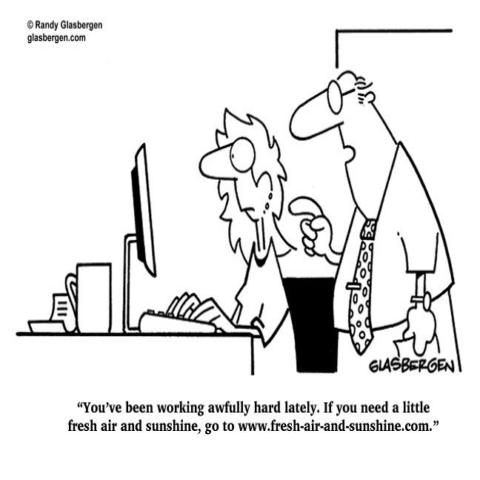 © Randy Glasbergen
glasbergen.com
GLASBERGEN
“You’ve been working awfully hard lately. If you need a little
fresh air and sunshine, go to www.fresh-air-and-sunshine.com.”